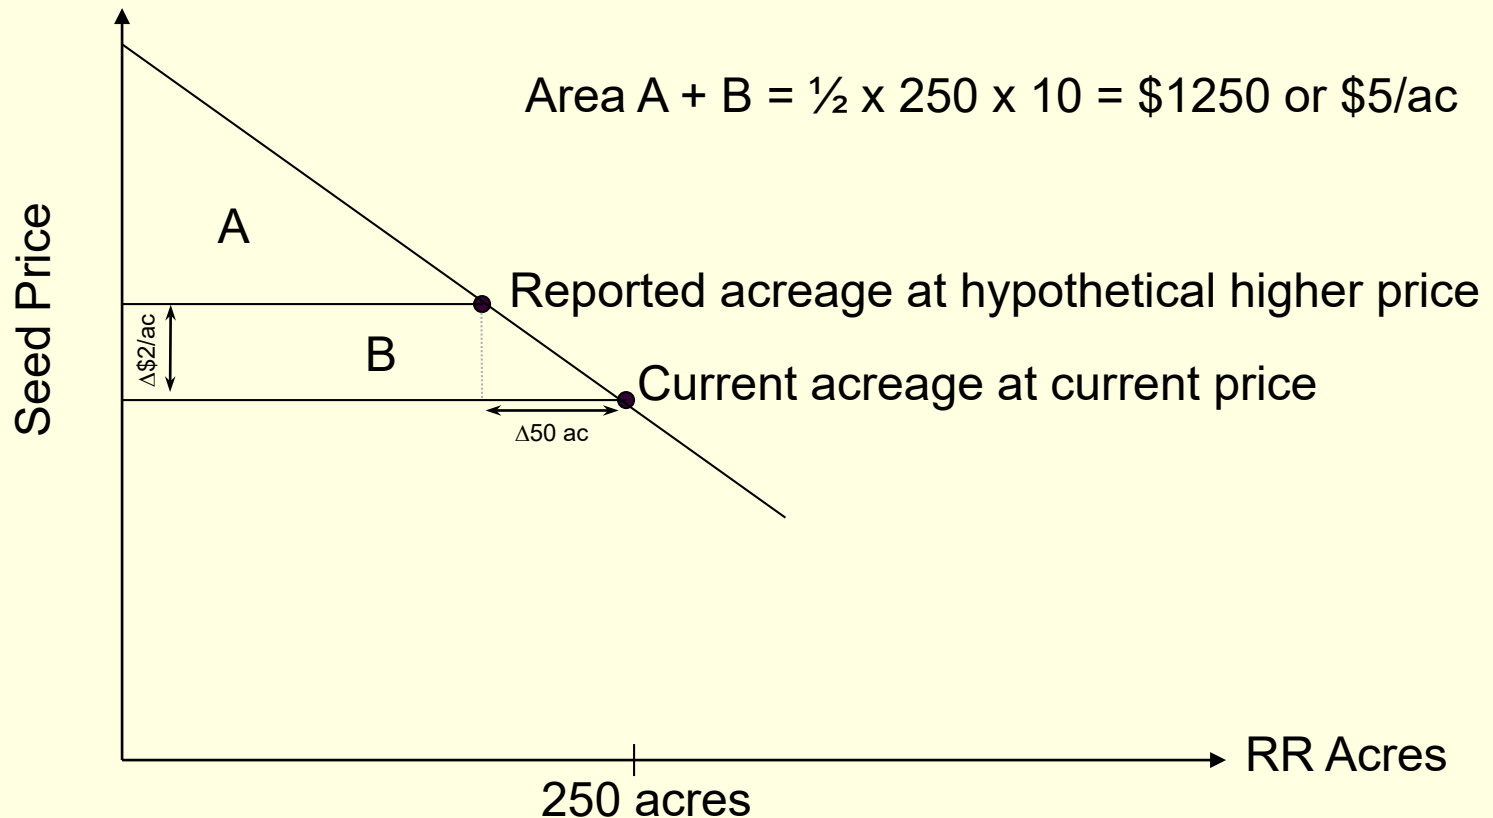 Area A + B = ½ x 250 x 10 = $1250 or $5/ac
Seed Price
A
Reported acreage at hypothetical higher price
Δ$2/ac
B
Current acreage at current price
Δ50 ac
RR Acres
250 acres